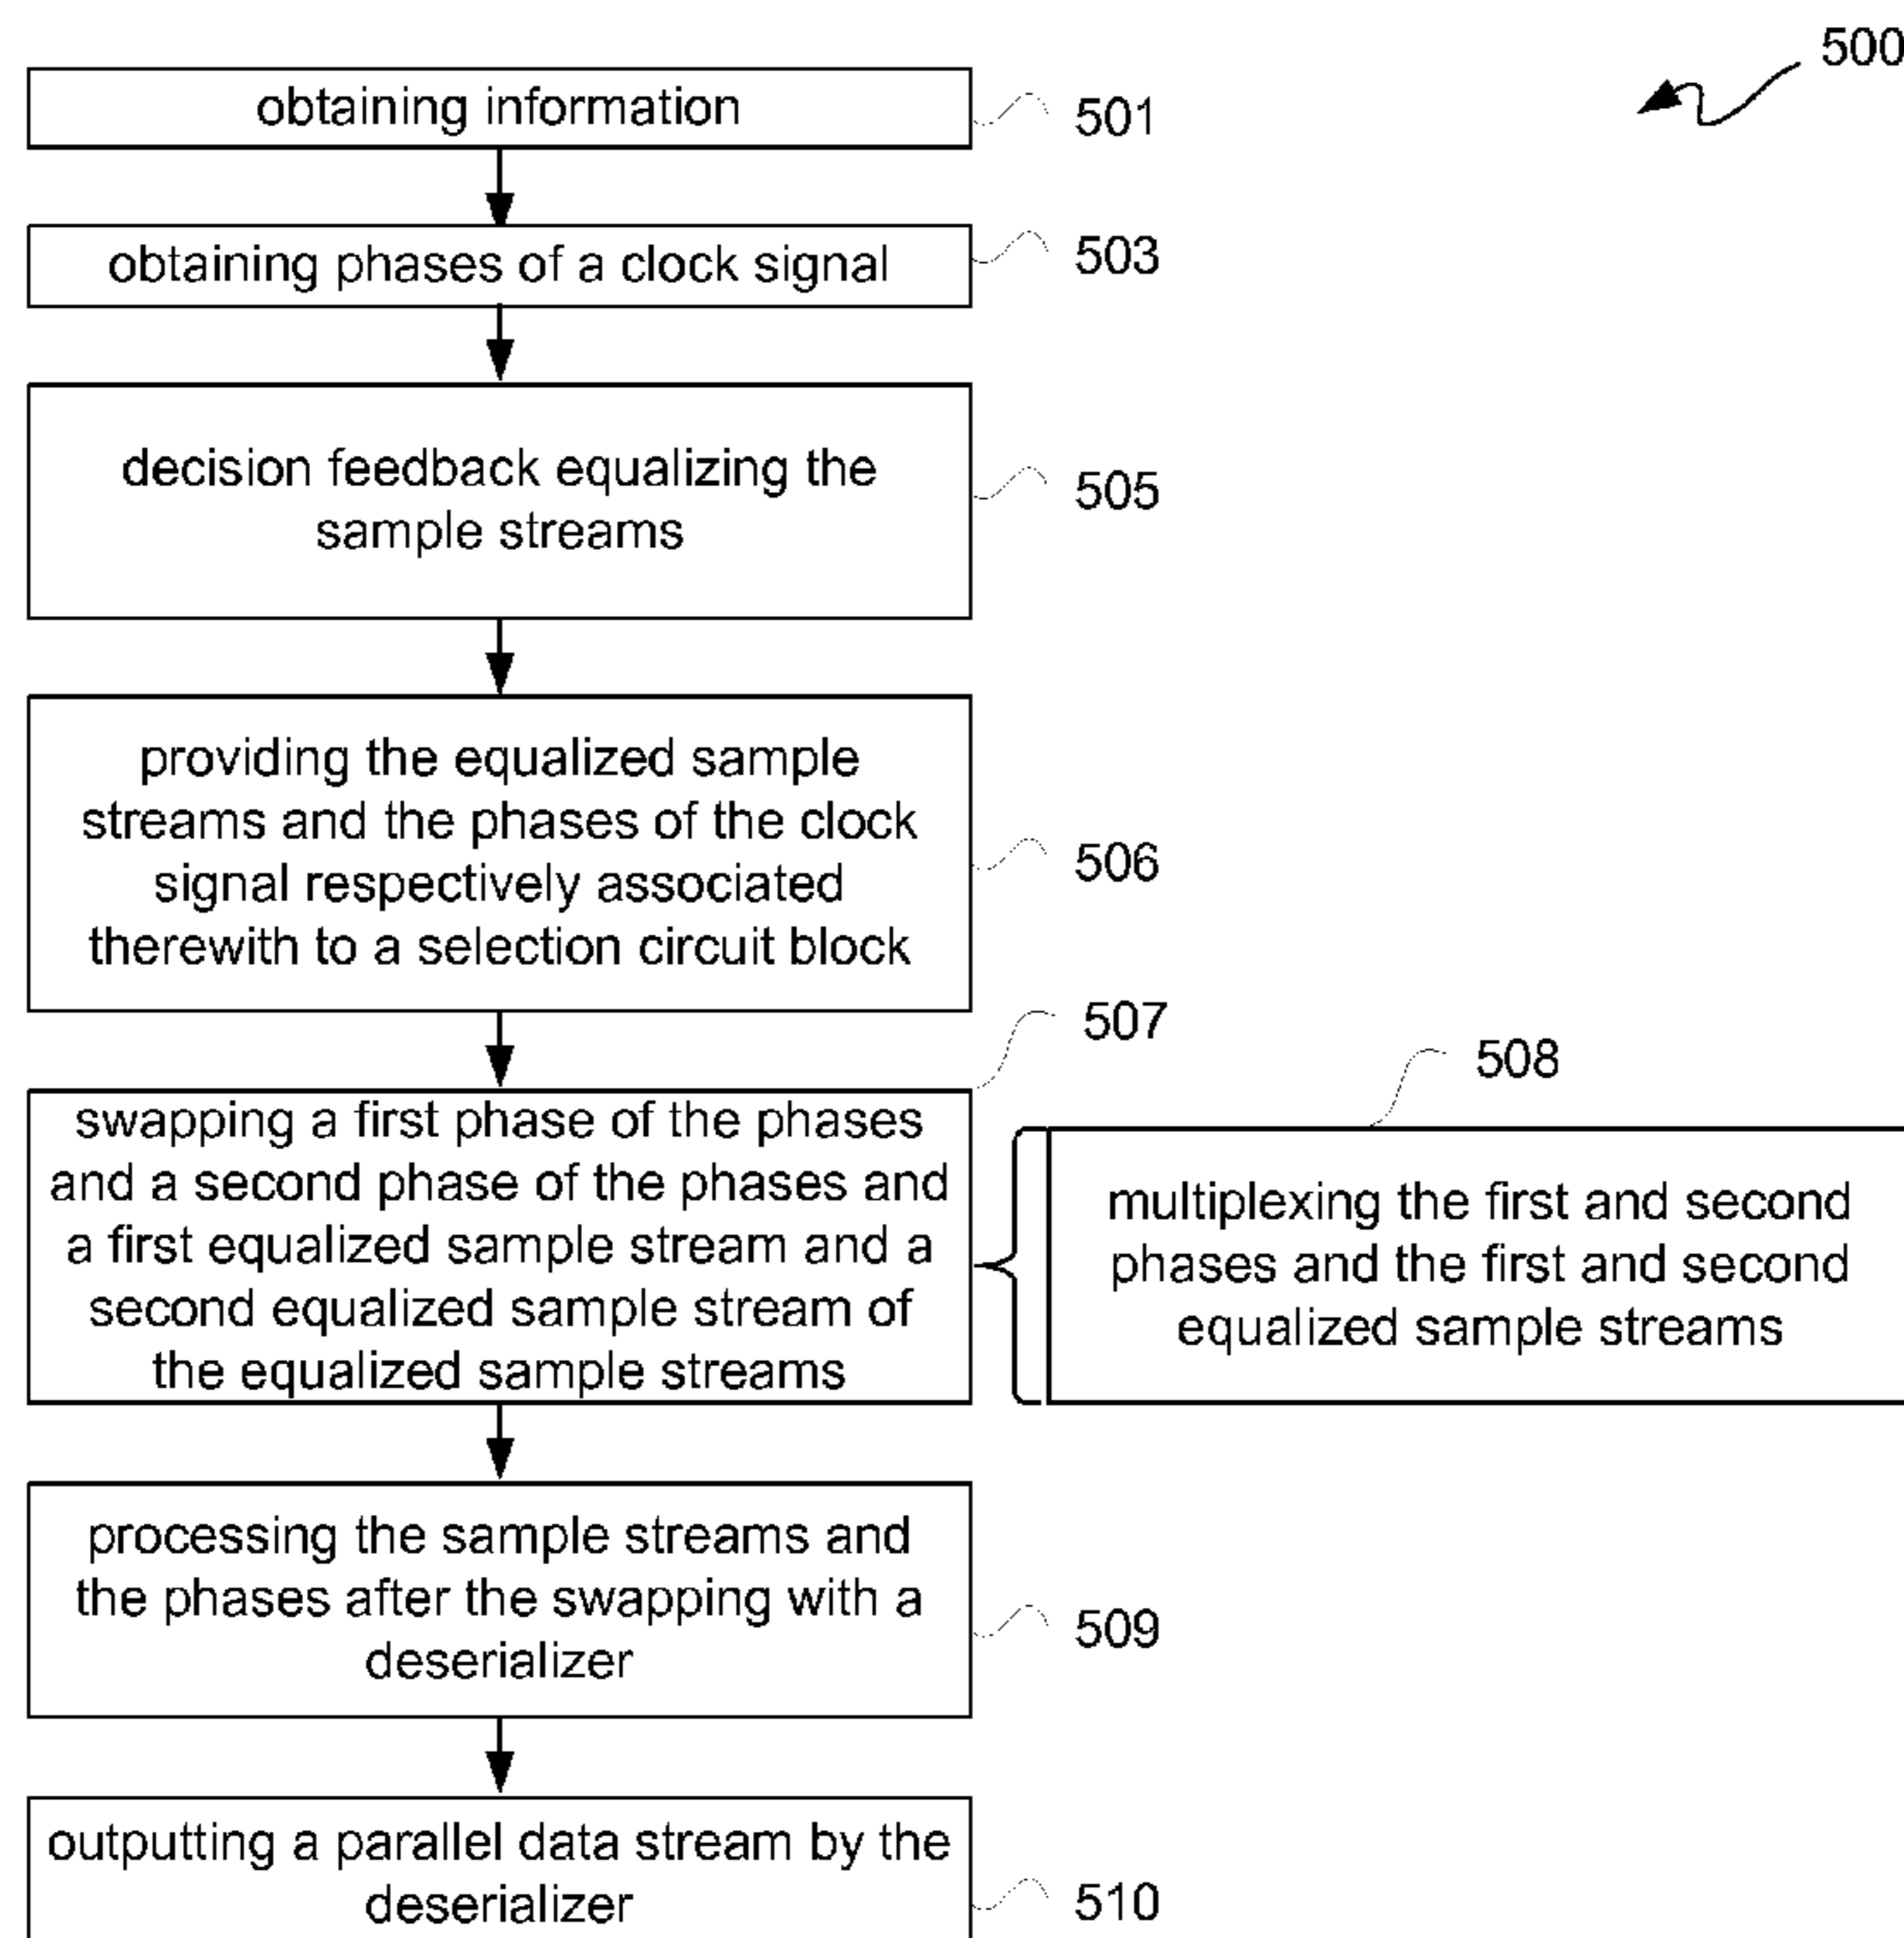 500
obtaining information
501
obtaining phases of a clock signal
503
decision feedback equalizing the
sample streams
505
providing the equalized sample
streams and the phases of the clock
signal respectively associated
therewith to a selection circuit block
506
507
swapping a first phase of the phases
and a second phase of the phases and
a first equalized sample stream and a
second equalized sample stream of
the equalized sample streams
508
multiplexing the first and second
phases and the first and second
equalized sample streams
processing the sample streams and
the phases after the swapping with a
deserializer
509
outputting a parallel data stream by the
deserializer
510